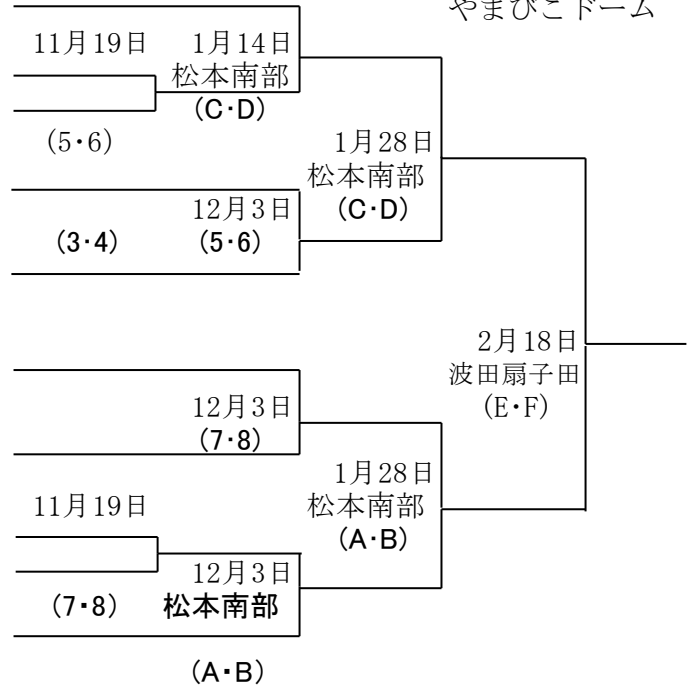 やまびこドーム
11月19日
1月14日
松本南部
(C・D)
(5・6)
1月28日
松本南部
(C・D)
12月3日
(3・4)
(5・6)
2月18日
波田扇子田
(E・F)
12月3日
(7・8)
1月28日
松本南部
(A・B)
11月19日
12月3日
(7・8)
松本南部
(A・B)